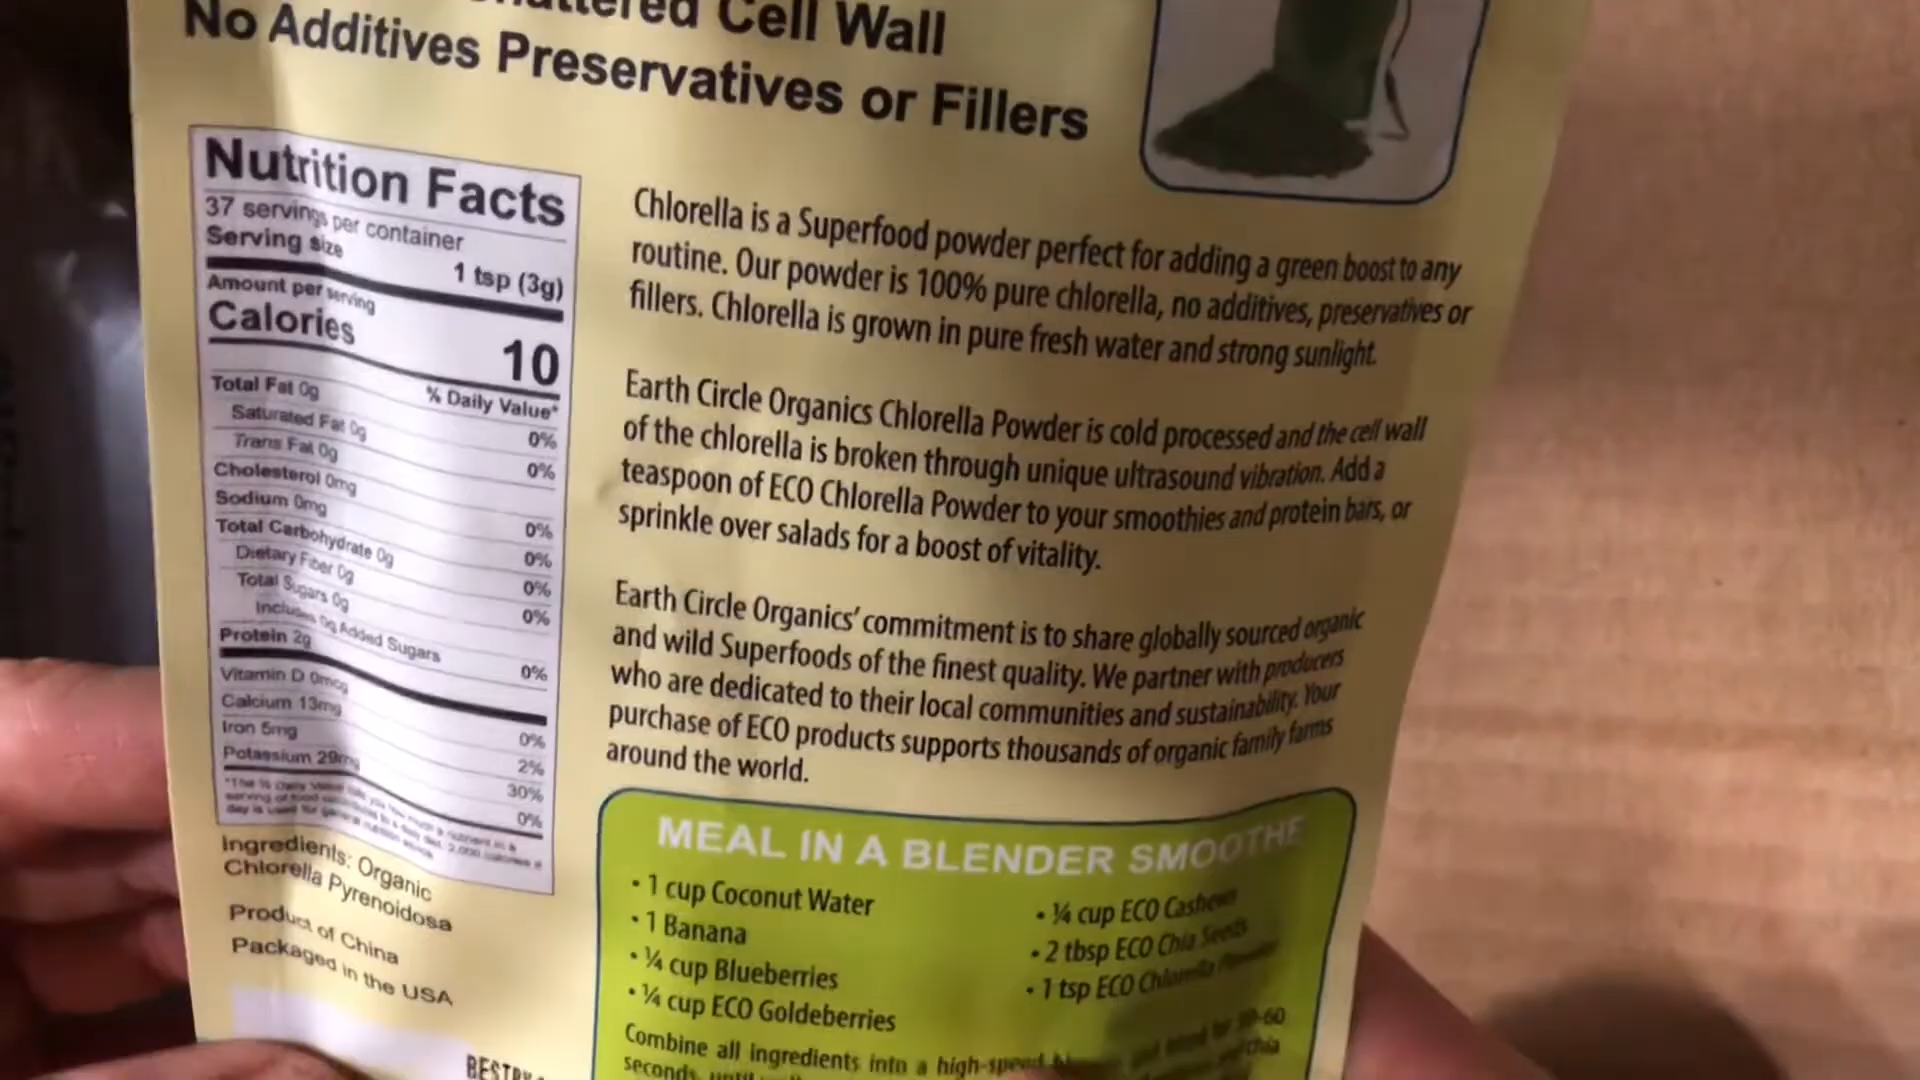 Cell Wall
No Additives Preservatives or Fillers
Nutrition Facts
37 servings per container
Serving size 1 tsp (3g)
Amount per serving
Calories 10
% Daily Value*
Total Fat 0g 0%
Saturated Fat 0g 0%
Trans Fat 0g
Cholesterol 0mg 0%
Sodium 0mg 0%
Total Carbohydrate 0g 0%
Dietary Fiber 0g 0%
Total Sugars 0g
Includes 0g Added Sugars 0%
Protein 2g
Vitamin D 0mcg 0%
Calcium 13mg 2%
Iron 5mg 30%
Potassium 29mg 0%
Ingredients: Organic
Chlorella Pyrenoidosa
Product of China
Packaged in the USA
Chlorella is a Superfood powder perfect for adding a green boost to any
routine. Our powder is 100% pure chlorella, no additives, preservatives or
fillers. Chlorella is grown in pure fresh water and strong sunlight.
Earth Circle Organics Chlorella Powder is cold processed and the cell wall
of the chlorella is broken through unique ultrasound vibration. Add a
teaspoon of ECO Chlorella Powder to your smoothies and protein bars, or
sprinkle over salads for a boost of vitality.
Earth Circle Organics' commitment is to share globally sourced organic
and wild Superfoods of the finest quality. We partner with producers
who are dedicated to their local communities and sustainability. Your
purchase of ECO products supports thousands of organic family farms
around the world.
MEAL IN A BLENDER SMOOTHE
• 1 cup Coconut Water
• 1 Banana
• ¼ cup Blueberries
• ¼ cup ECO Goldeberries
• ¼ cup ECO Cashews
• 2 tbsp ECO Chia Seeds
• 1 tsp ECO Chlorella Powder
Combine all ingredients into a high-speed
seconds, until